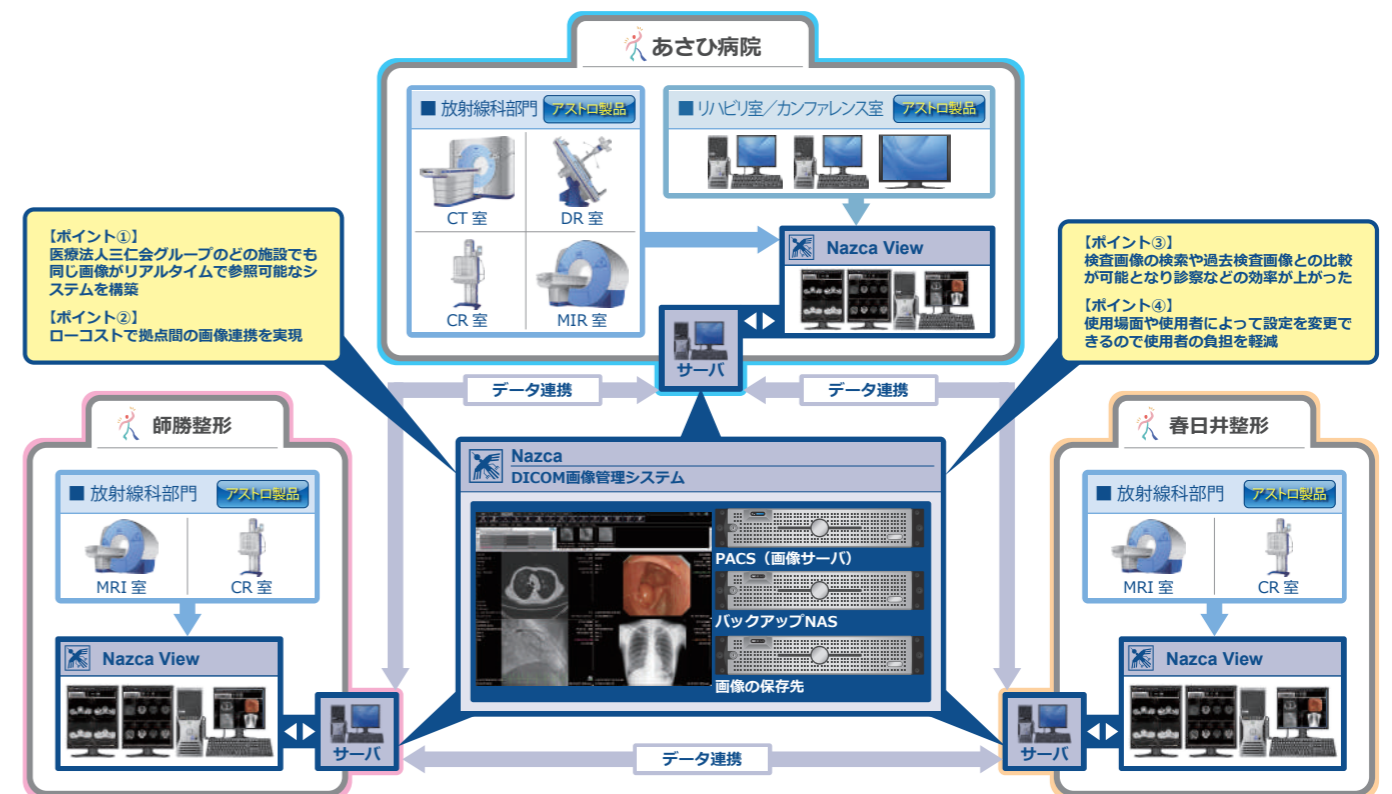 あさひ病院
■ 放射線科部門 アストロ製品
CT 室
DR 室
CR 室
MIR 室
■ リハビリ室／カンファレンス室 アストロ製品
Nazca View
サーバ
【ポイント①】
医療法人三仁会グループのどの施設でも
同じ画像がリアルタイムで参照可能なシ
ステムを構築
【ポイント②】
ローコストで拠点間の画像連携を実現
【ポイント③】
検査画像の検索や過去検査画像との比較
が可能となり診察などの効率が上がった
【ポイント④】
使用場面や使用者によって設定を変更で
きるので使用者の負担を軽減
データ連携
データ連携
師勝整形
■ 放射線科部門 アストロ製品
MRI 室
CR 室
Nazca View
サーバ
Nazca
DICOM画像管理システム
PACS（画像サーバ）
バックアップNAS
画像の保存先
春日井整形
■ 放射線科部門 アストロ製品
MRI 室
CR 室
Nazca View
サーバ
データ連携